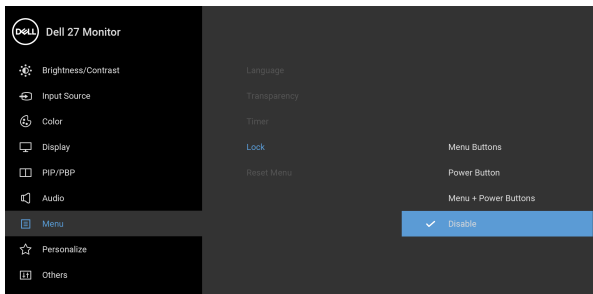 DELL Dell 27 Monitor
Brightness/Contrast Language
Input Source Transparency
Color Timer
Display Lock Menu Buttons
PIP/PBP Reset Menu Power Button
Audio Menu + Power Buttons
Menu Disable
Personalize
Others